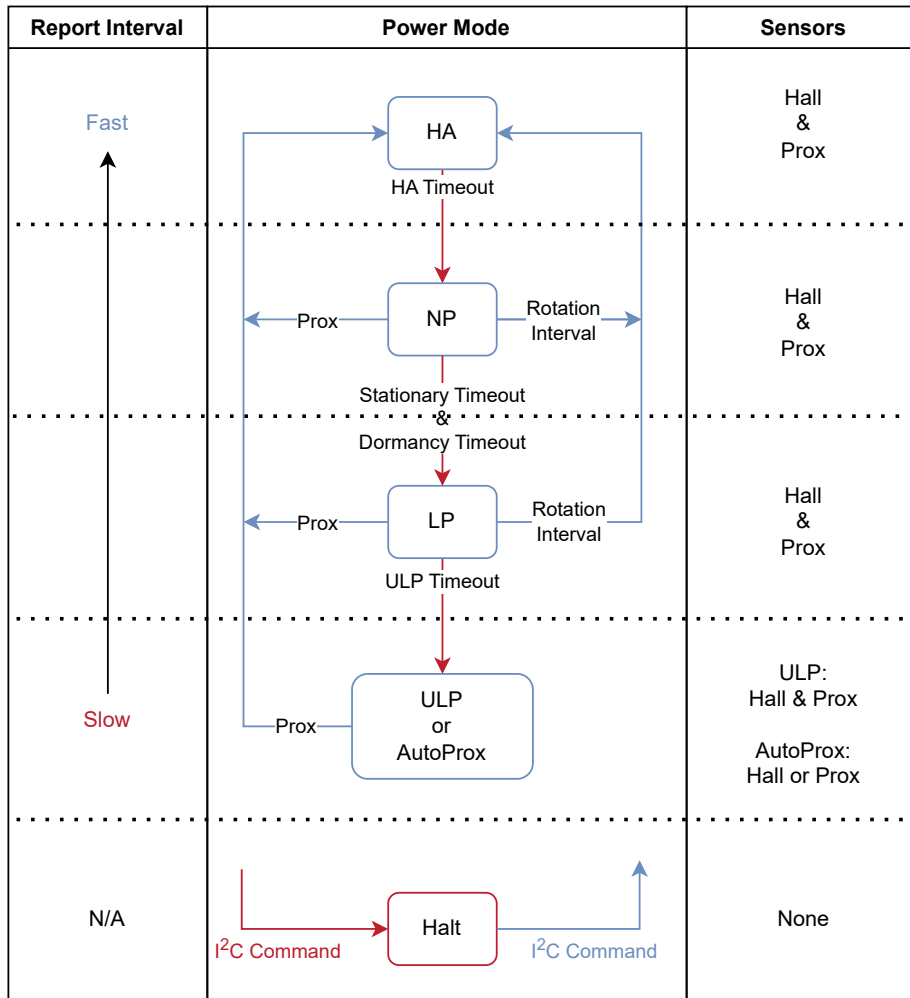 Report Interval
Power Mode
Sensors
Fast
HA
Hall
&
Prox
HA Timeout
Prox
NP
Rotation
Interval
Hall
&
Prox
Stationary Timeout
&
Dormancy Timeout
Prox
LP
Rotation
Interval
Hall
&
Prox
ULP Timeout
Slow
Prox
ULP
or
AutoProx
ULP:
Hall & Prox
AutoProx:
Hall or Prox
N/A
I²C Command
Halt
I²C Command
None